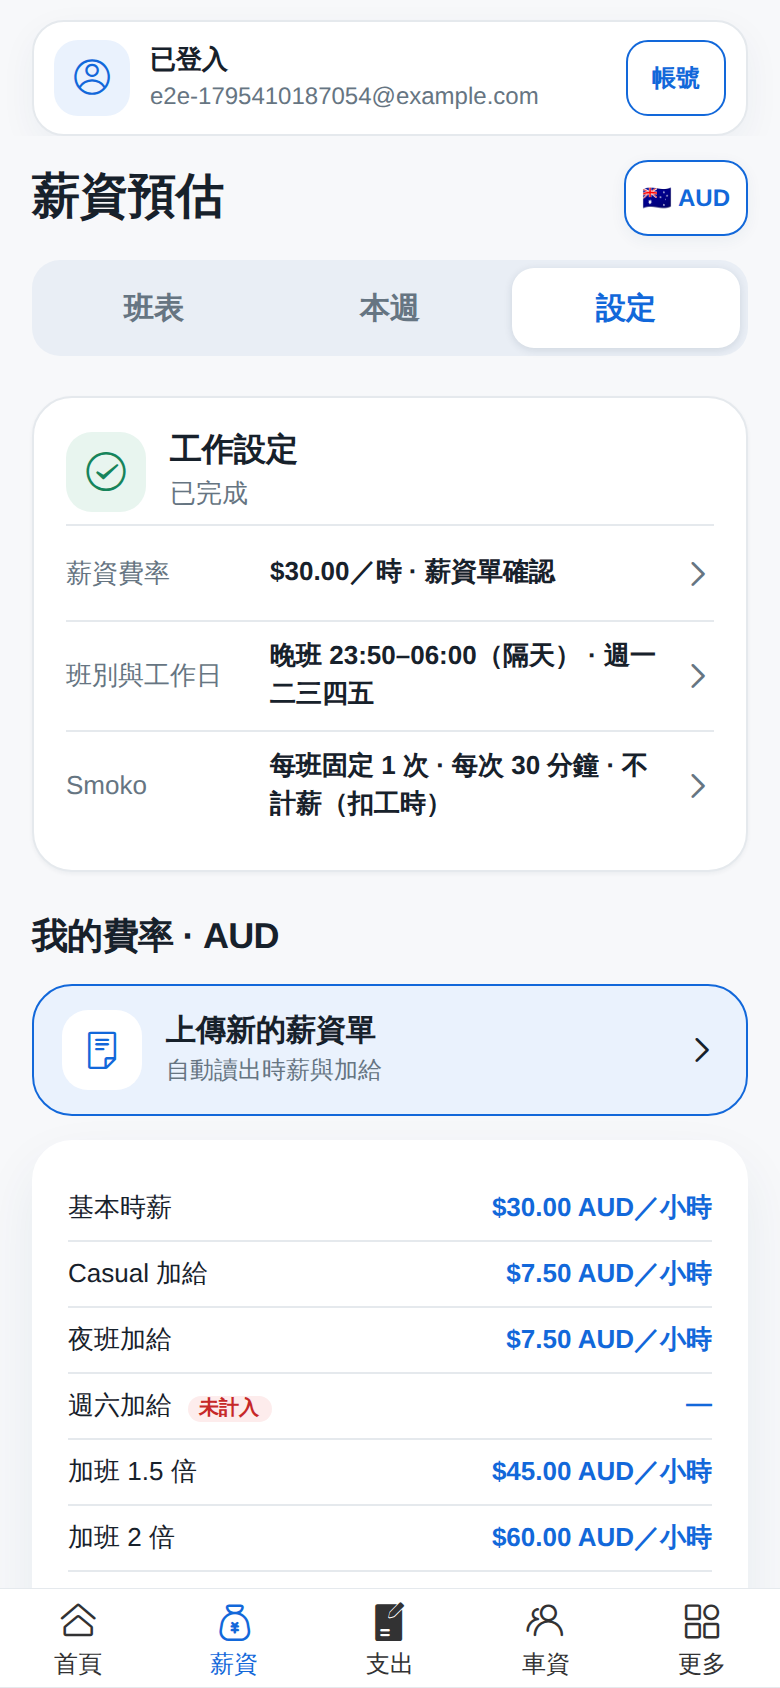 已登入
e2e-1795410187054@example.com
帳號
薪資預估
🇦🇺 AUD
班表
本週
設定
工作設定
已完成
薪資費率
$30.00／時 · 薪資單確認
班別與工作日
晚班 23:50–06:00（隔天） · 週一
二三四五
Smoko
每班固定 1 次 · 每次 30 分鐘 · 不
計薪（扣工時）
我的費率 · AUD
上傳新的薪資單
自動讀出時薪與加給
基本時薪
$30.00 AUD／小時
Casual 加給
$7.50 AUD／小時
夜班加給
$7.50 AUD／小時
週六加給
未計入
—
加班 1.5 倍
$45.00 AUD／小時
加班 2 倍
$60.00 AUD／小時
首頁
薪資
支出
車資
更多